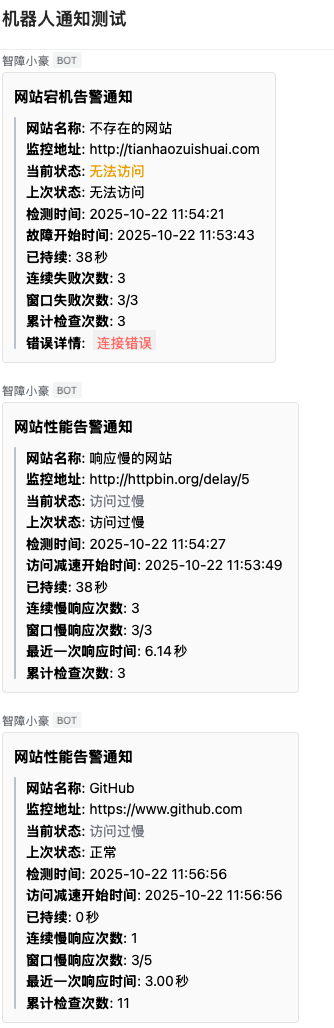 机器人通知测试
智障小豪 BOT
网站宕机告警通知
网站名称: 不存在的网站
监控地址: http://tianhaozuishuai.com
当前状态: 无法访问
上次状态: 无法访问
检测时间: 2025-10-22 11:54:21
故障开始时间: 2025-10-22 11:53:43
已持续: 38秒
连续失败次数: 3
窗口失败次数: 3/3
累计检查次数: 3
错误详情: 连接错误
智障小豪 BOT
网站性能告警通知
网站名称: 响应慢的网站
监控地址: http://httpbin.org/delay/5
当前状态: 访问过慢
上次状态: 访问过慢
检测时间: 2025-10-22 11:54:27
访问减速开始时间: 2025-10-22 11:53:49
已持续: 38秒
连续慢响应次数: 3
窗口慢响应次数: 3/3
最近一次响应时间: 6.14秒
累计检查次数: 3
智障小豪 BOT
网站性能告警通知
网站名称: GitHub
监控地址: https://www.github.com
当前状态: 访问过慢
上次状态: 正常
检测时间: 2025-10-22 11:56:56
访问减速开始时间: 2025-10-22 11:56:56
已持续: 0秒
连续慢响应次数: 1
窗口慢响应次数: 3/5
最近一次响应时间: 3.00秒
累计检查次数: 11